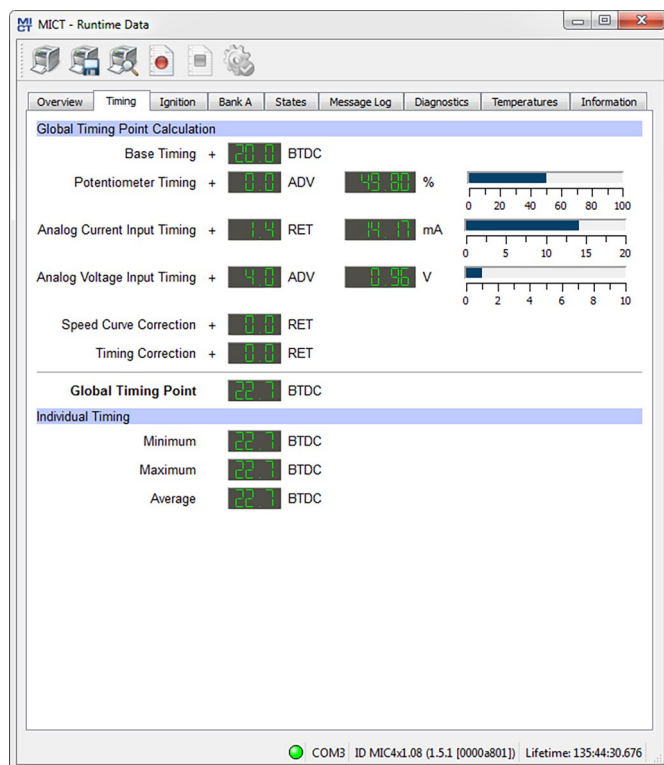 MICT - Runtime Data
Overview Timing Ignition Bank A States Message Log Diagnostics Temperatures Information
Global Timing Point Calculation
Base Timing + 20.0 BTDC
Potentiometer Timing + 0.0 ADV 49.80 %
0 20 40 60 80 100
Analog Current Input Timing + 1.4 RET 14.17 mA
0 5 10 15 20
Analog Voltage Input Timing + 4.0 ADV 0.96 V
0 2 4 6 8 10
Speed Curve Correction + 0.0 RET
Timing Correction + 0.0 RET
Global Timing Point 22.7 BTDC
Individual Timing
Minimum 22.7 BTDC
Maximum 22.7 BTDC
Average 22.7 BTDC
COM3 ID MIC4x1.08 (1.5.1 [0000a801]) Lifetime: 135:44:30.676